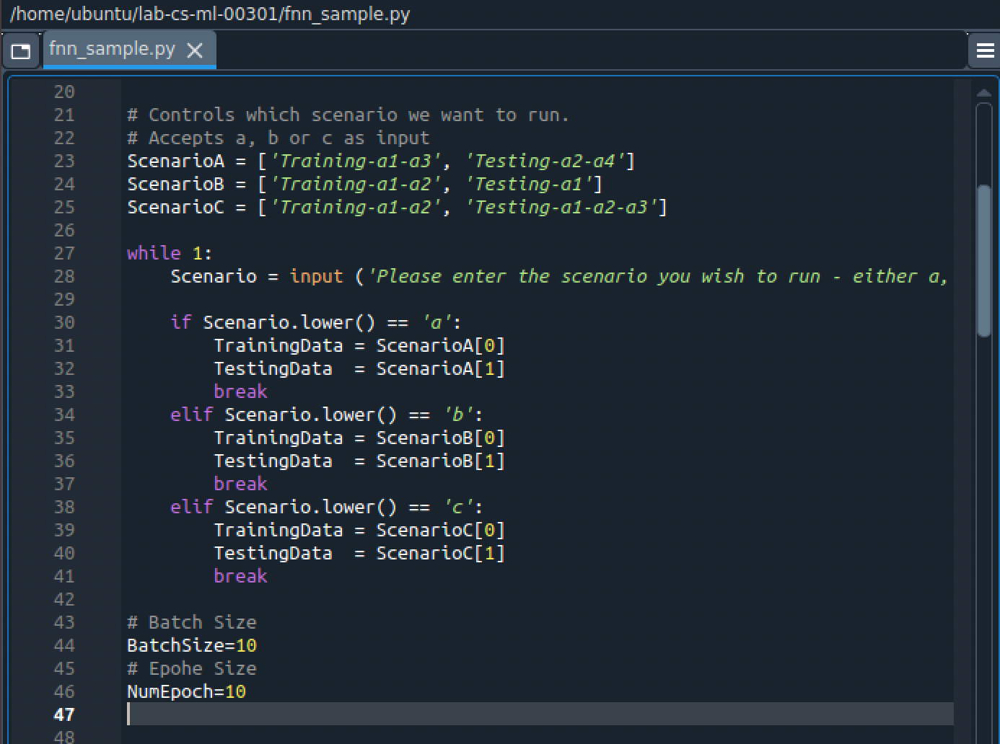 /home/ubuntu/lab-cs-ml-00301/fnn_sample.py
fnn_sample.py
20
21 # Controls which scenario we want to run.
22 # Accepts a, b or c as input
23 ScenarioA = ['Training-a1-a3', 'Testing-a2-a4']
24 ScenarioB = ['Training-a1-a2', 'Testing-a1']
25 ScenarioC = ['Training-a1-a2', 'Testing-a1-a2-a3']
26
27 while 1:
28     Scenario = input ('Please enter the scenario you wish to run - either a,
29
30     if Scenario.lower() == 'a':
31         TrainingData = ScenarioA[0]
32         TestingData  = ScenarioA[1]
33         break
34     elif Scenario.lower() == 'b':
35         TrainingData = ScenarioB[0]
36         TestingData  = ScenarioB[1]
37         break
38     elif Scenario.lower() == 'c':
39         TrainingData = ScenarioC[0]
40         TestingData  = ScenarioC[1]
41         break
42
43 # Batch Size
44 BatchSize=10
45 # Epohe Size
46 NumEpoch=10
47
48